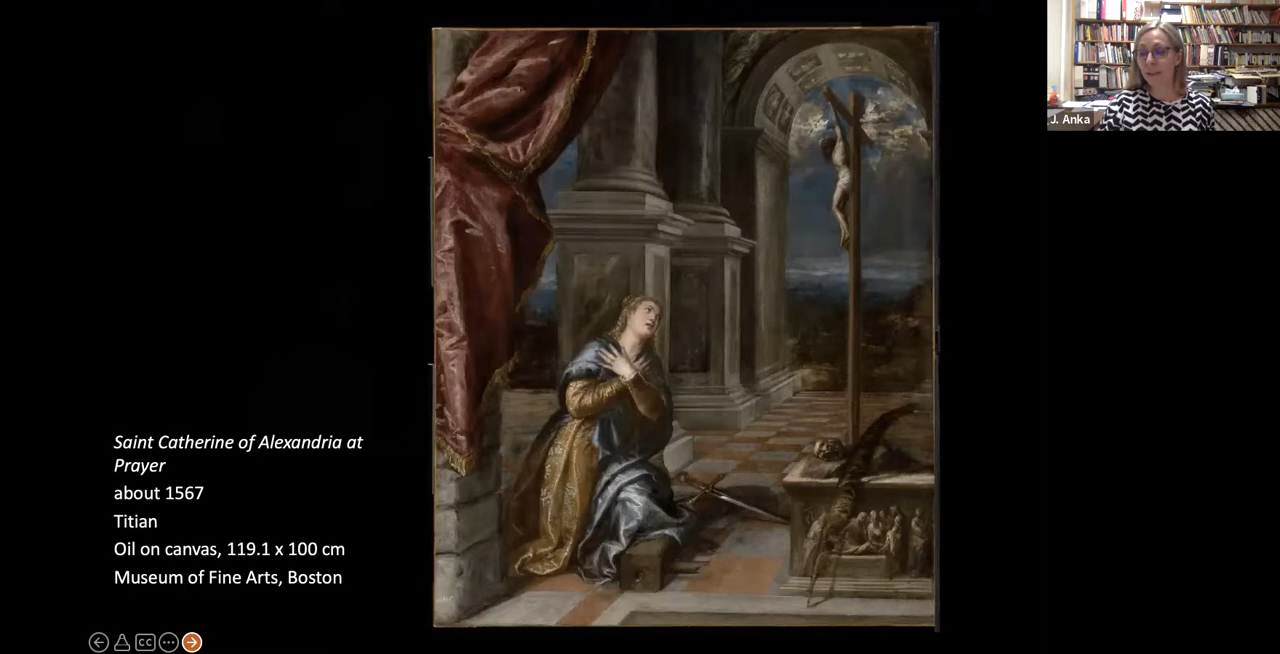 Saint Catherine of Alexandria at
Prayer
about 1567
Titian
Oil on canvas, 119.1 x 100 cm
Museum of Fine Arts, Boston
J. Anka
CC